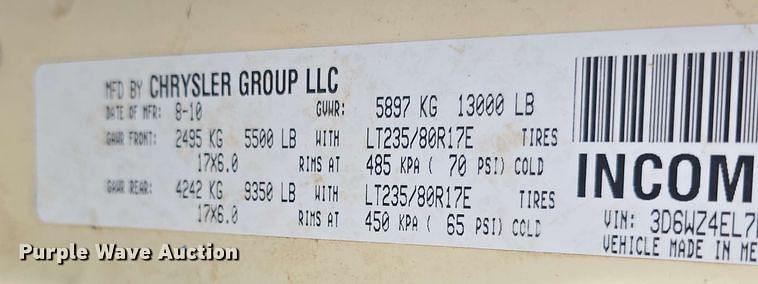 MFD BY CHRYSLER GROUP LLC
DATE OF MFR: 8-10 GVWR: 5897 KG 13000 LB
GAWR FRONT: 2495 KG 5500 LB WITH LT235/80R17E TIRES
17X6.0 RIMS AT 485 KPA ( 70 PSI) COLD
GAWR REAR: 4242 KG 9350 LB WITH LT235/80R17E TIRES
17X6.0 RIMS AT 450 KPA ( 65 PSI) COLD
INCOM
VIN: 3D6WZ4EL7
VEHICLE MADE IN ME
Purple Wave Auction